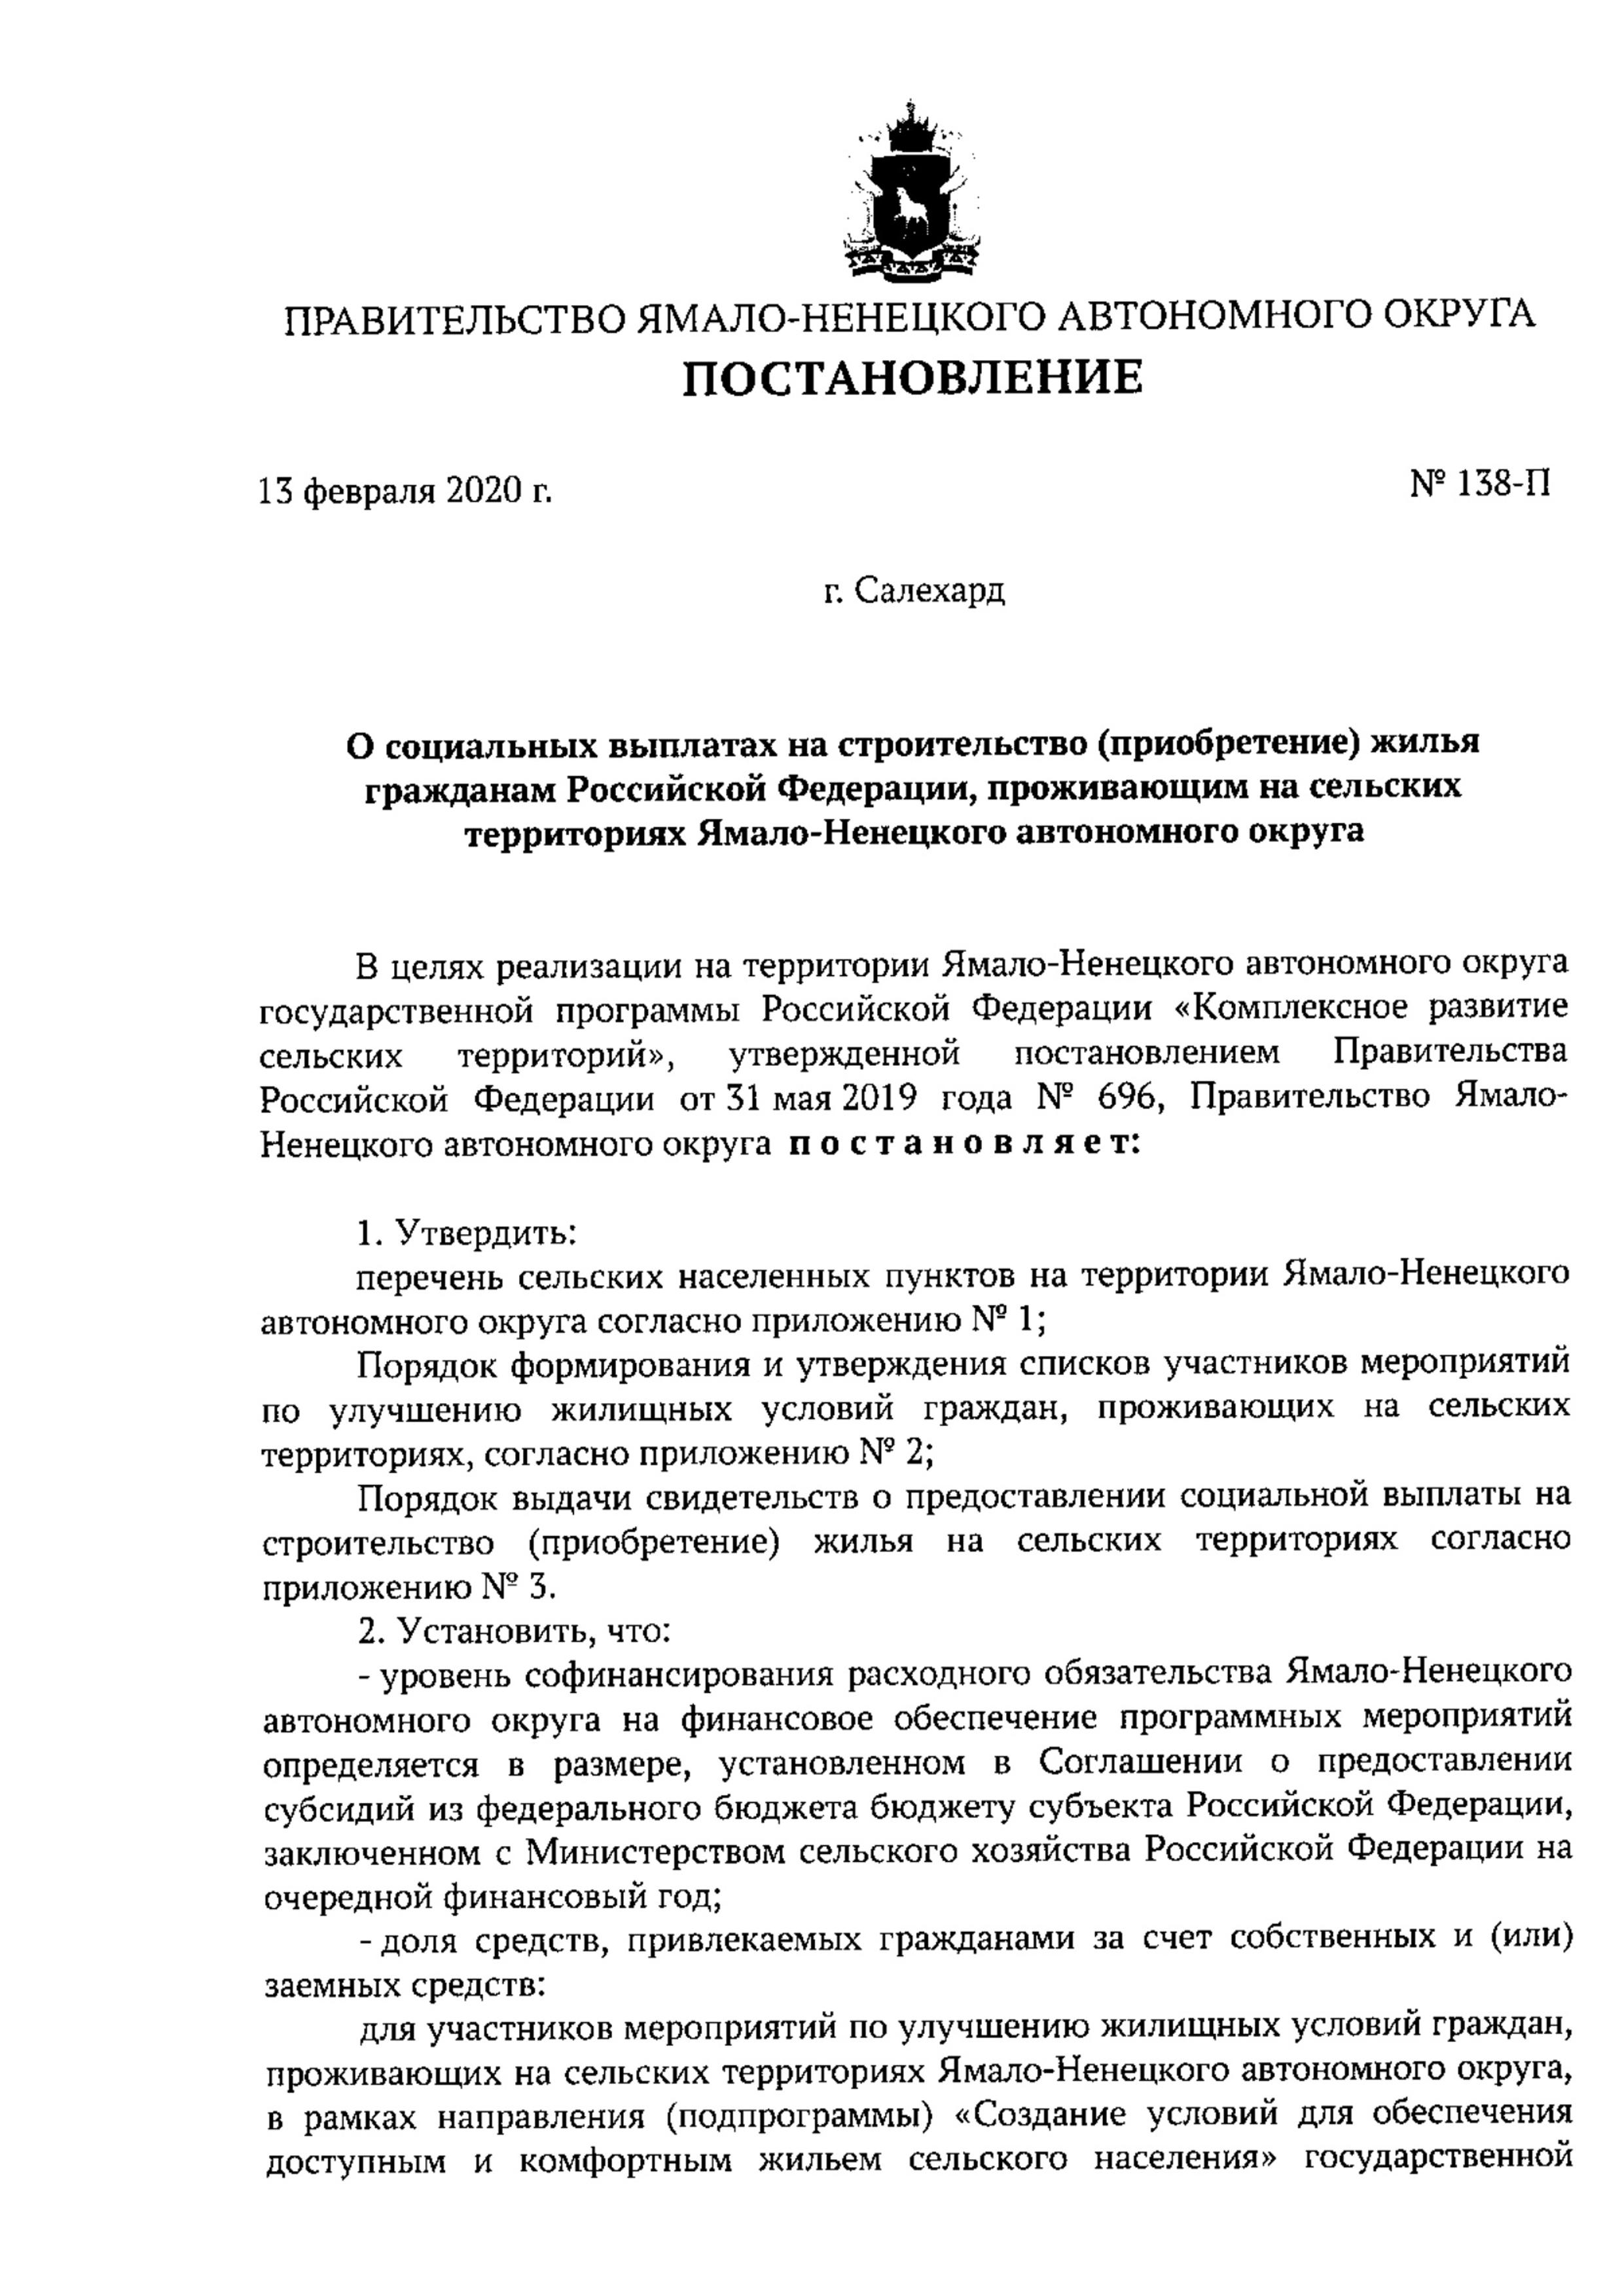 ПРАВИТЕЛЬСТВО ЯМАЛО-НЕНЕЦКОГО АВТОНОМНОГО ОКРУГА
ПОСТАНОВЛЕНИЕ
13 февраля 2020 г.
№ 138-П
г. Салехард
О социальных выплатах на строительство (приобретение) жилья
гражданам Российской Федерации, проживающим на сельских
территориях Ямало-Ненецкого автономного округа
В целях реализации на территории Ямало-Ненецкого автономного округа
государственной программы Российской Федерации «Комплексное развитие
сельских территорий», утвержденной постановлением Правительства
Российской Федерации от 31 мая 2019 года № 696, Правительство Ямало-
Ненецкого автономного округа п о с т а н о в л я е т:
1. Утвердить:
перечень сельских населенных пунктов на территории Ямало-Ненецкого
автономного округа согласно приложению № 1;
Порядок формирования и утверждения списков участников мероприятий
по улучшению жилищных условий граждан, проживающих на сельских
территориях, согласно приложению № 2;
Порядок выдачи свидетельств о предоставлении социальной выплаты на
строительство (приобретение) жилья на сельских территориях согласно
приложению № 3.
2. Установить, что:
- уровень софинансирования расходного обязательства Ямало-Ненецкого
автономного округа на финансовое обеспечение программных мероприятий
определяется в размере, установленном в Соглашении о предоставлении
субсидий из федерального бюджета бюджету субъекта Российской Федерации,
заключенном с Министерством сельского хозяйства Российской Федерации на
очередной финансовый год;
- доля средств, привлекаемых гражданами за счет собственных и (или)
заемных средств:
для участников мероприятий по улучшению жилищных условий граждан,
проживающих на сельских территориях Ямало-Ненецкого автономного округа,
в рамках направления (подпрограммы) «Создание условий для обеспечения
доступным и комфортным жильем сельского населения» государственной